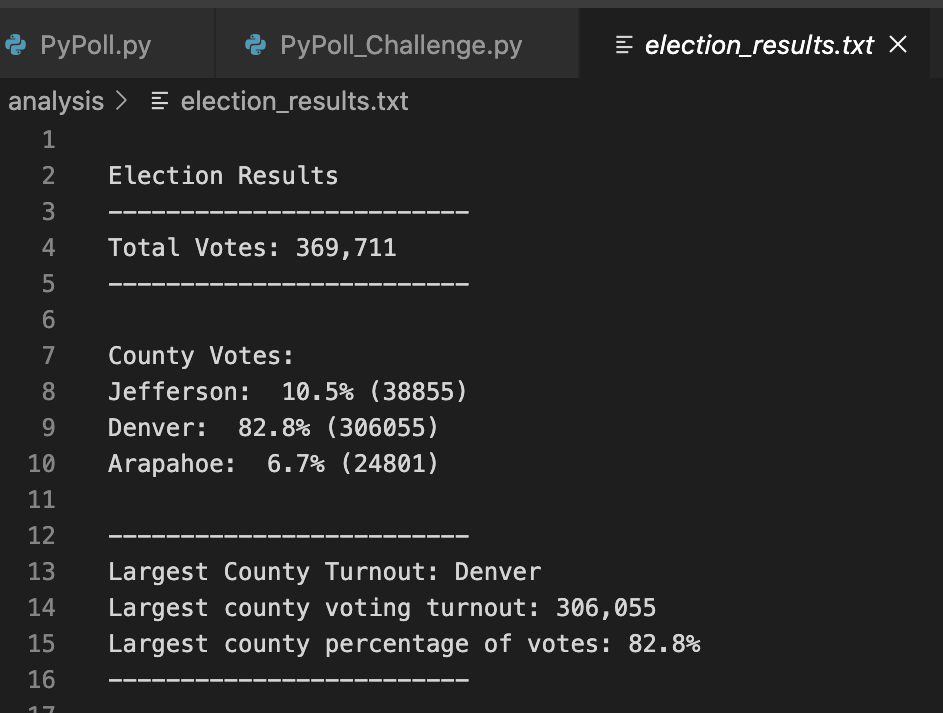 PyPoll.py PyPoll_Challenge.py election_results.txt
analysis > election_results.txt
1
2 Election Results
3 -------------------------
4 Total Votes: 369,711
5 -------------------------
6
7 County Votes:
8 Jefferson:  10.5% (38855)
9 Denver:  82.8% (306055)
10 Arapahoe:  6.7% (24801)
11
12 -------------------------
13 Largest County Turnout: Denver
14 Largest county voting turnout: 306,055
15 Largest county percentage of votes: 82.8%
16 -------------------------
17